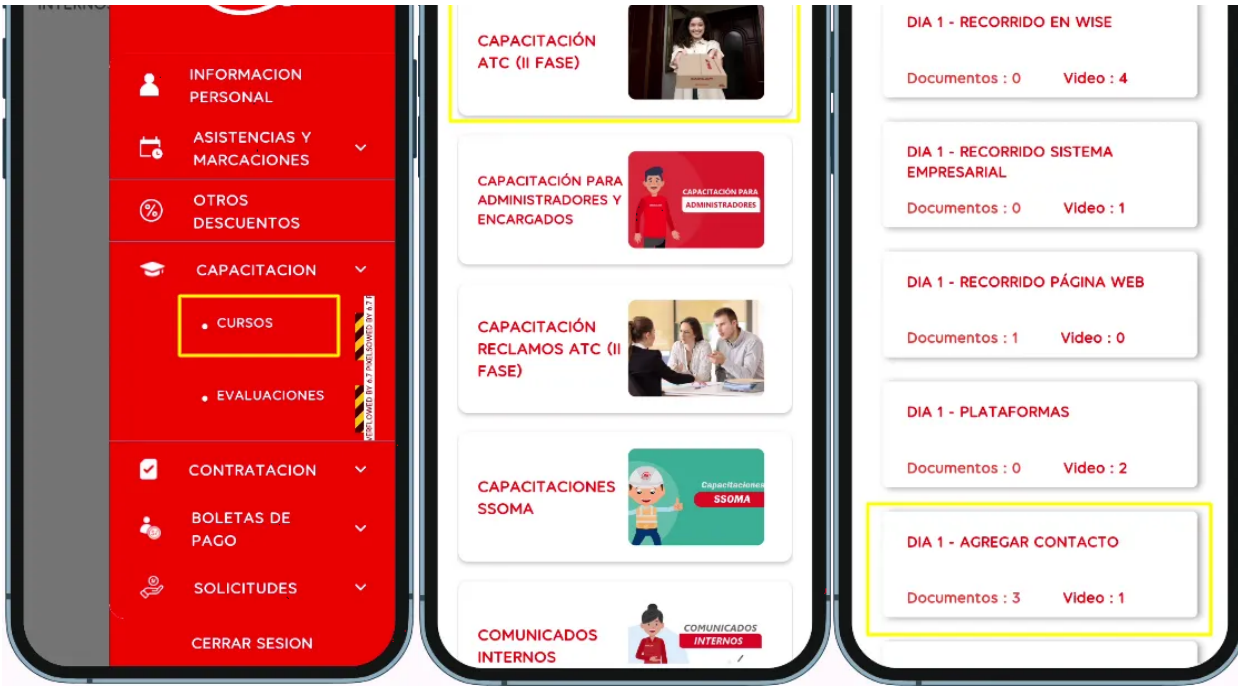 INTERNO
INFORMACION
PERSONAL
ASISTENCIAS Y
MARCACIONES
OTROS
DESCUENTOS
CAPACITACION
CURSOS
EVALUACIONES
CONTRATACION
BOLETAS DE
PAGO
SOLICITUDES
CERRAR SESION
CAPACITACIÓN
ATC (II FASE)
CAPACITACIÓN PARA
ADMINISTRADORES Y
ENCARGADOS
CAPACITACIÓN PARA
ADMINISTRADORES
CAPACITACIÓN
RECLAMOS ATC (II
FASE)
CAPACITACIONES
SSOMA
Capacitaciones
SSOMA
COMUNICADOS
INTERNOS
COMUNICADOS
INTERNOS
DIA 1 - RECORRIDO EN WISE
Documentos : 0 Video : 4
DIA 1 - RECORRIDO SISTEMA
EMPRESARIAL
Documentos : 0 Video : 1
DIA 1 - RECORRIDO PÁGINA WEB
Documentos : 1 Video : 0
DIA 1 - PLATAFORMAS
Documentos : 0 Video : 2
DIA 1 - AGREGAR CONTACTO
Documentos : 3 Video : 1